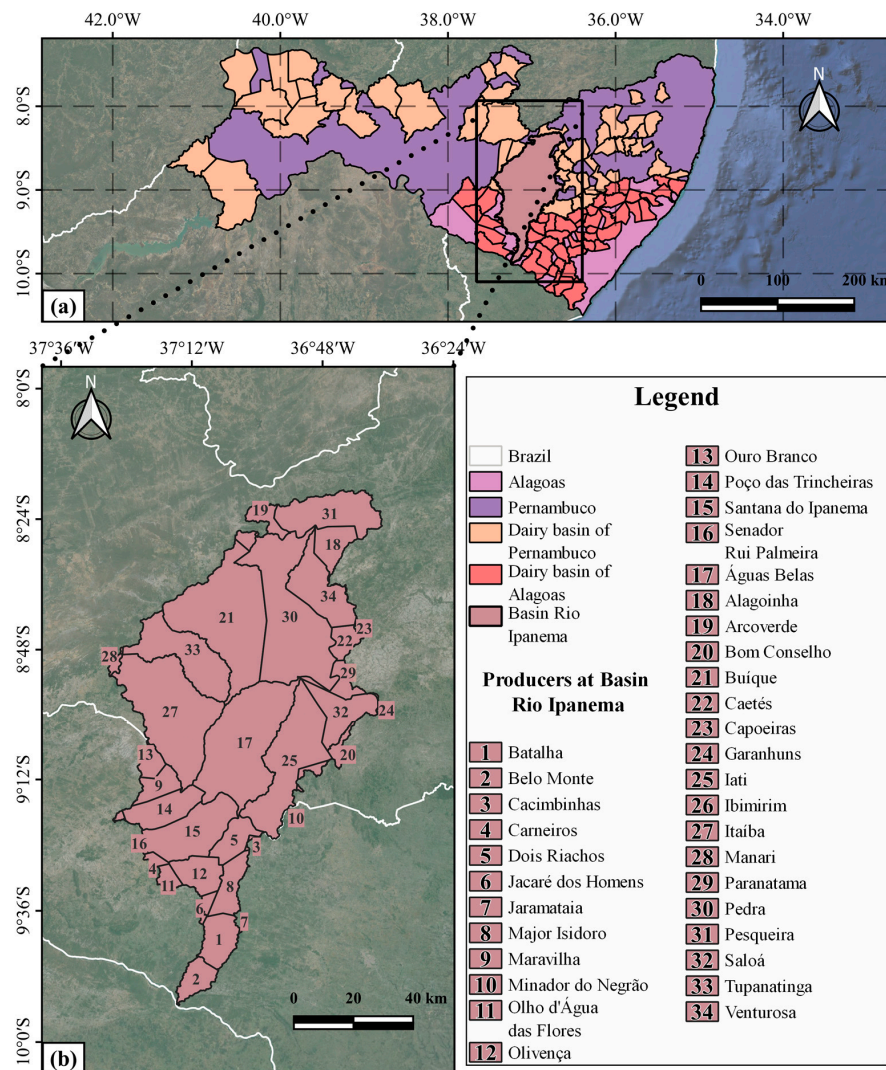 42.0°W 40.0°W 38.0°W 36.0°W 34.0°W
N
8.0°S
9.0°S
10.0°S
0 100 200 km
(a)
37°36'W 37°12'W 36°48'W 36°24'W
N
8°0'S
8°24'S
8°48'S
9°12'S
9°36'S
10°0'S
19 31
18
34
21 30
23
22
33
28
29
27
32 24
17
20
13 25
9
14
10
15
5 3
16
4 12
11 8
6
7
1
2
0 20 40 km
(b)
Legend
Brazil
Alagoas
Pernambuco
Dairy basin of
Pernambuco
Dairy basin of
Alagoas
Basin Rio
Ipanema
Producers at Basin
Rio Ipanema
1 Batalha
2 Belo Monte
3 Cacimbinhas
4 Carneiros
5 Dois Riachos
6 Jacaré dos Homens
7 Jaramataia
8 Major Isidoro
9 Maravilha
10 Minador do Negrão
11 Olho d'Água
das Flores
12 Olivença
13 Ouro Branco
14 Poço das Trincheiras
15 Santana do Ipanema
16 Senador
Rui Palmeira
17 Águas Belas
18 Alagoinha
19 Arcoverde
20 Bom Conselho
21 Buíque
22 Caetés
23 Capoeiras
24 Garanhuns
25 Iati
26 Ibimirim
27 Itaíba
28 Manari
29 Paranatama
30 Pedra
31 Pesqueira
32 Saloá
33 Tupanatinga
34 Venturosa